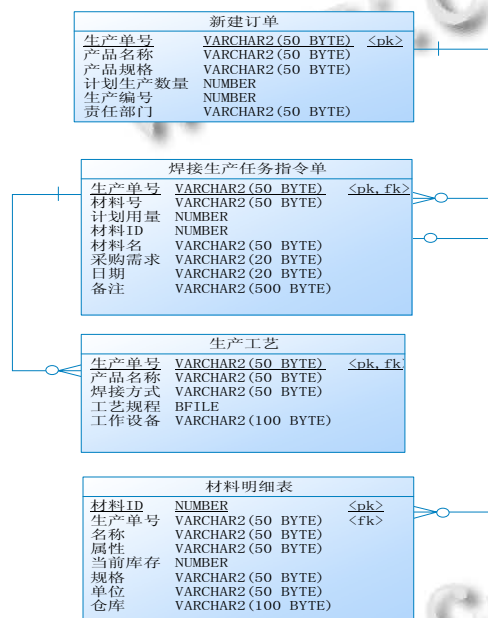 新建订单
生产单号 VARCHAR2(50 BYTE) <pk>
产品名称 VARCHAR2(50 BYTE)
产品规格 VARCHAR2(50 BYTE)
计划生产数量 NUMBER
生产编号 NUMBER
责任部门 VARCHAR2(50 BYTE)
焊接生产任务指令单
生产单号 VARCHAR2(50 BYTE) <pk,fk>
材料号 VARCHAR2(50 BYTE)
计划用量 NUMBER
材料ID NUMBER
材料名 VARCHAR2(50 BYTE)
采购需求 VARCHAR2(20 BYTE)
日期 VARCHAR2(20 BYTE)
备注 VARCHAR2(500 BYTE)
生产工艺
生产单号 VARCHAR2(50 BYTE) <pk,fk
产品名称 VARCHAR2(50 BYTE)
焊接方式 VARCHAR2(50 BYTE)
工艺规程 BFILE
工作设备 VARCHAR2(100 BYTE)
材料明细表
材料ID NUMBER <pk>
生产单号 VARCHAR2(50 BYTE) <fk>
名称 VARCHAR2(50 BYTE)
属性 VARCHAR2(50 BYTE)
当前库存 NUMBER
规格 VARCHAR2(50 BYTE)
单位 VARCHAR2(50 BYTE)
仓库 VARCHAR2(100 BYTE)